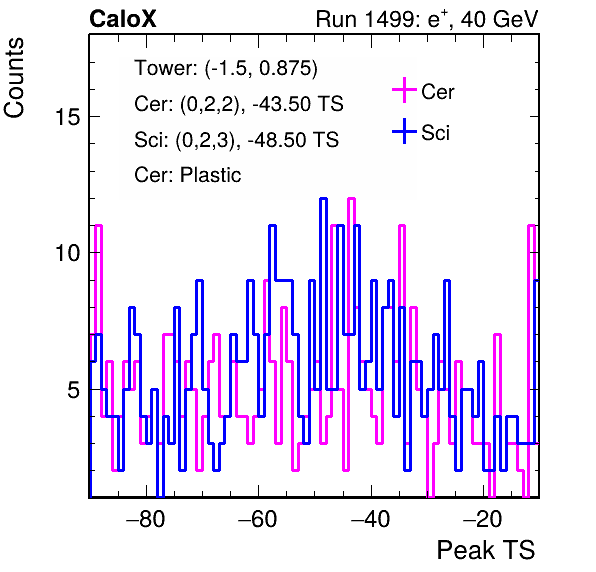 CaloX Run 1499: e⁺, 40 GeV
Counts
Tower: (-1.5, 0.875)
Cer: (0,2,2), -43.50 TS
Sci: (0,2,3), -48.50 TS
Cer: Plastic
Cer
Sci
15
10
5
−80 −60 −40 −20
Peak TS